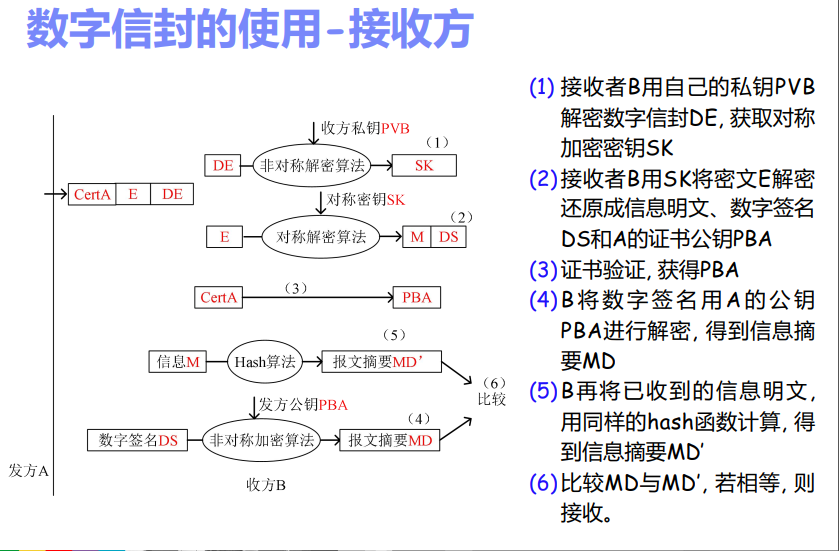 数字信封的使用-接收方
收方私钥PVB
(1)
DE
非对称解密算法
SK
CertA E DE
对称密钥SK
(2)
E
对称解密算法
M DS
CertA
(3)
PBA
(5)
信息M
Hash算法
报文摘要MD’
(6)
比较
发方公钥PBA
(4)
数字签名DS
非对称加密算法
报文摘要MD
发方A
收方B
(1) 接收者B用自己的私钥PVB
解密数字信封DE, 获取对称
加密密钥SK
(2) 接收者B用SK将密文E解密
还原成信息明文、数字签名
DS和A的证书公钥PBA
(3) 证书验证, 获得PBA
(4) B将数字签名用A的公钥
PBA进行解密, 得到信息摘
要MD
(5) B再将已收到的信息明文,
用同样的hash函数计算, 得
到信息摘要MD’
(6) 比较MD与MD’, 若相等, 则
接收。